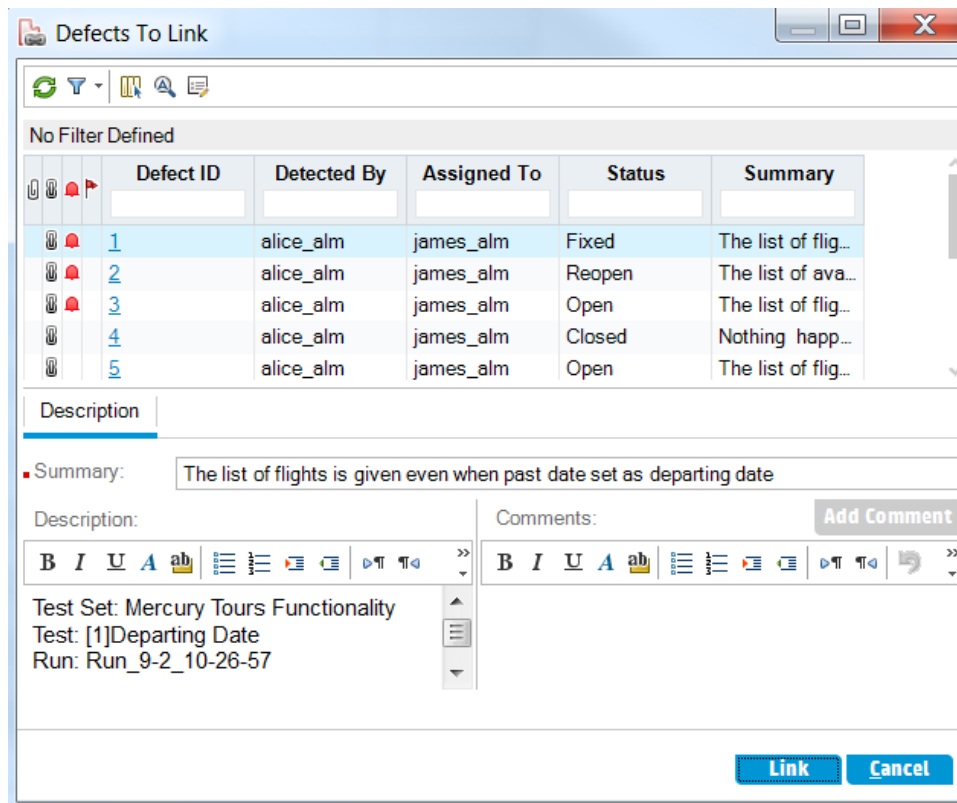 Defects To Link
No Filter Defined
Defect ID Detected By Assigned To Status Summary
1 alice_alm james_alm Fixed The list of flig...
2 alice_alm james_alm Reopen The list of ava...
3 alice_alm james_alm Open The list of flig...
4 alice_alm james_alm Closed Nothing happ...
5 alice_alm james_alm Open The list of flig...
Description
Summary: The list of flights is given even when past date set as departing date
Description: Comments: Add Comment
B I U A ab B I U A ab
Test Set: Mercury Tours Functionality
Test: [1]Departing Date
Run: Run_9-2_10-26-57
Link Cancel